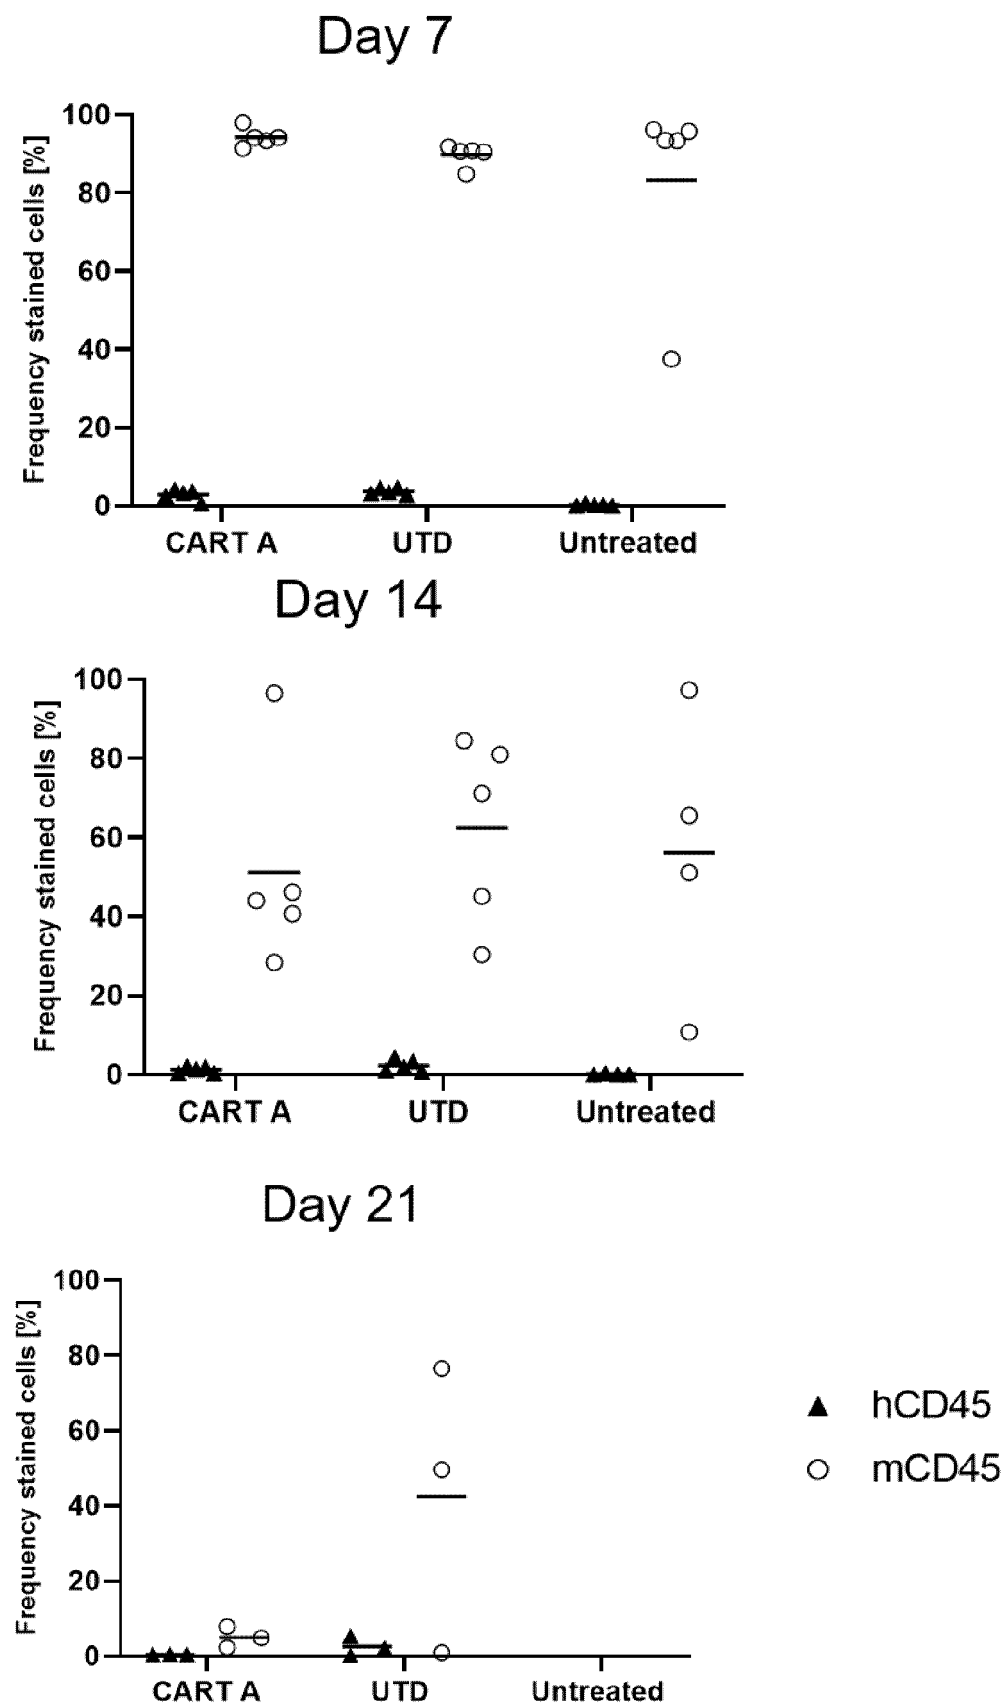 Day 7
Frequency stained cells [%]
100
80
60
40
20
0
CART A UTD Untreated
Day 14
Frequency stained cells [%]
100
80
60
40
20
0
CART A UTD Untreated
Day 21
Frequency stained cells [%]
100
80
60
40
20
0
CART A UTD Untreated
hCD45
mCD45